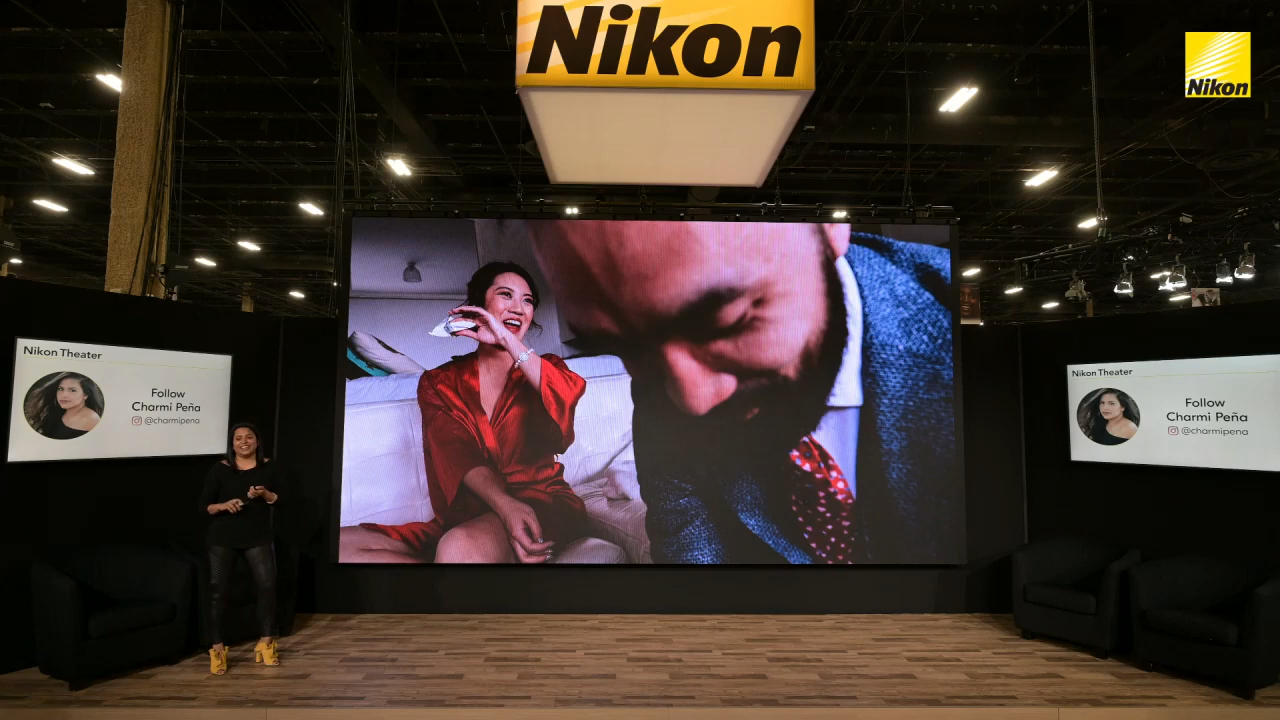 Nikon
Nikon
Nikon Theater
Follow
Charmi Peña
@charmipena
Nikon Theater
Follow
Charmi Peña
@charmipena